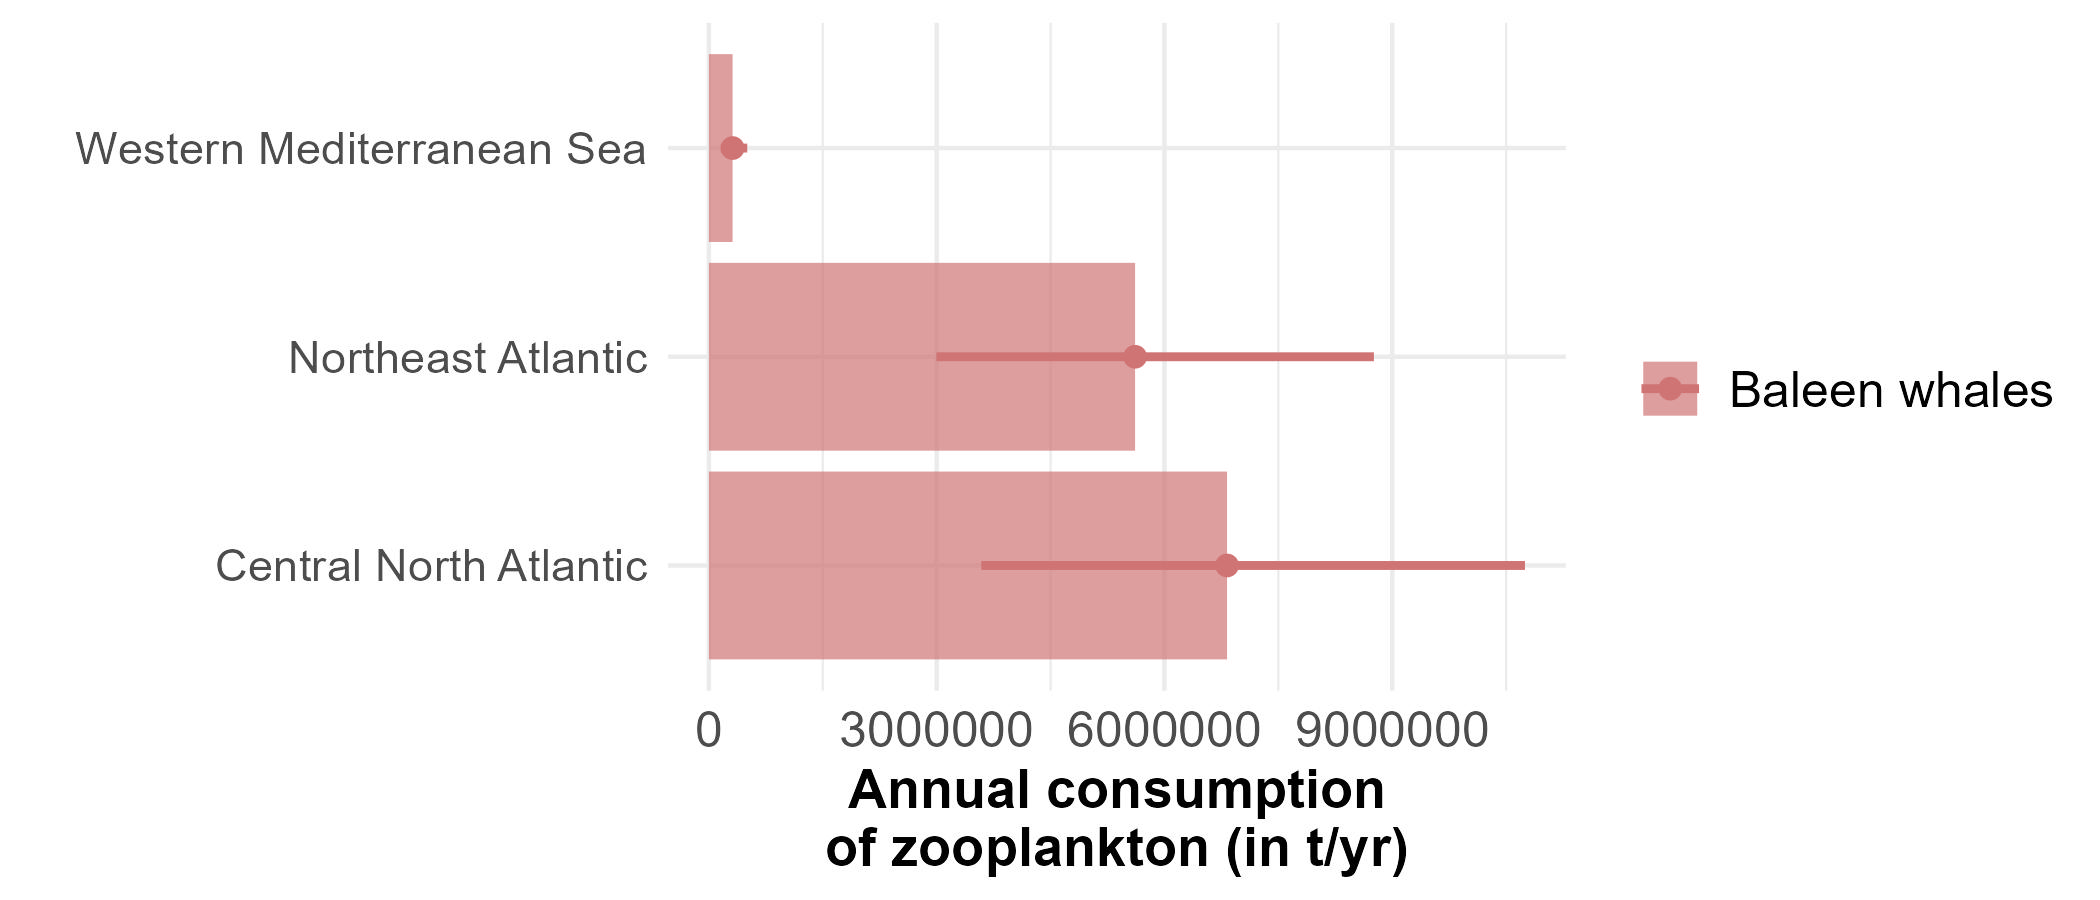 Western Mediterranean Sea
Northeast Atlantic
Central North Atlantic
0 3000000 6000000 9000000
Annual consumption
of zooplankton (in t/yr)
Baleen whales